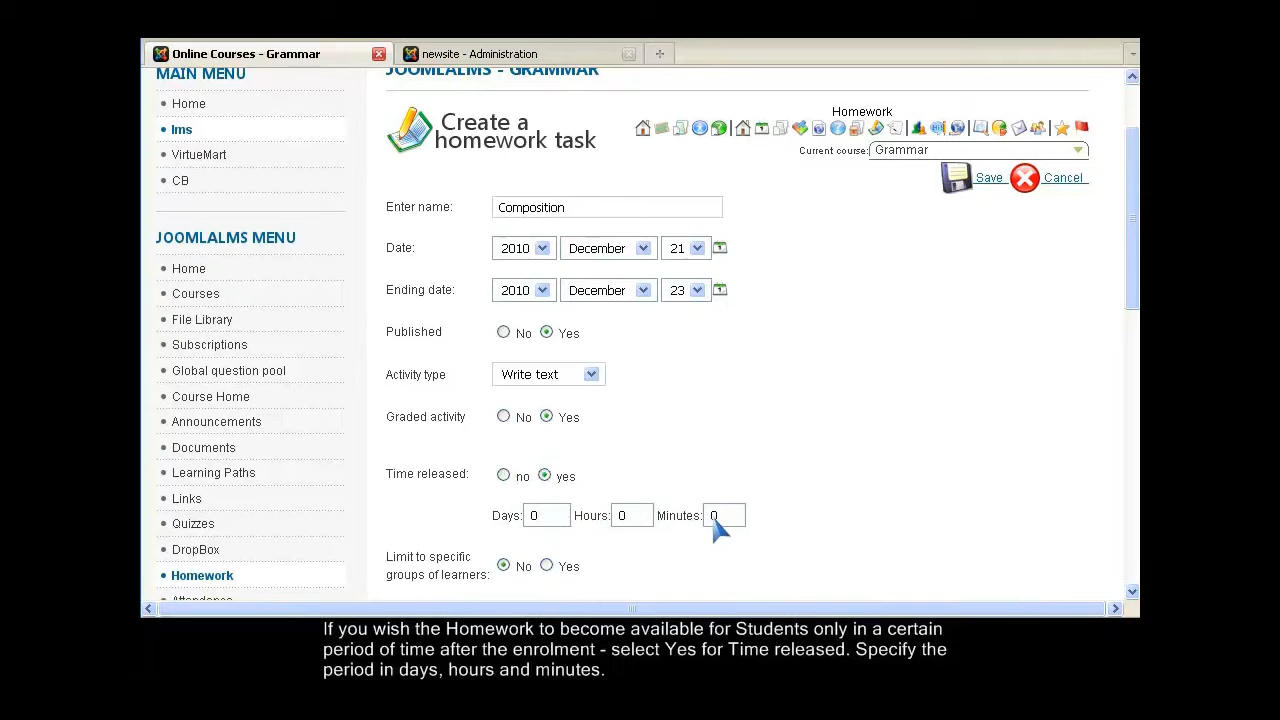 Online Courses - Grammar
newsite - Administration
MAIN MENU
Home
lms
VirtueMart
CB
JOOMLALMS MENU
Home
Courses
File Library
Subscriptions
Global question pool
Course Home
Announcements
Documents
Learning Paths
Links
Quizzes
DropBox
Homework
Attendance
JOOMLALMS - GRAMMAR
Create a
homework task
Homework
Current course: Grammar
Save Cancel
Enter name: Composition
Date: 2010 December 21
Ending date: 2010 December 23
Published No Yes
Activity type Write text
Graded activity No Yes
Time released: no yes
Days: 0 Hours: 0 Minutes: 0
Limit to specific
groups of learners: No Yes
If you wish the Homework to become available for Students only in a certain
period of time after the enrolment - select Yes for Time released. Specify the
period in days, hours and minutes.